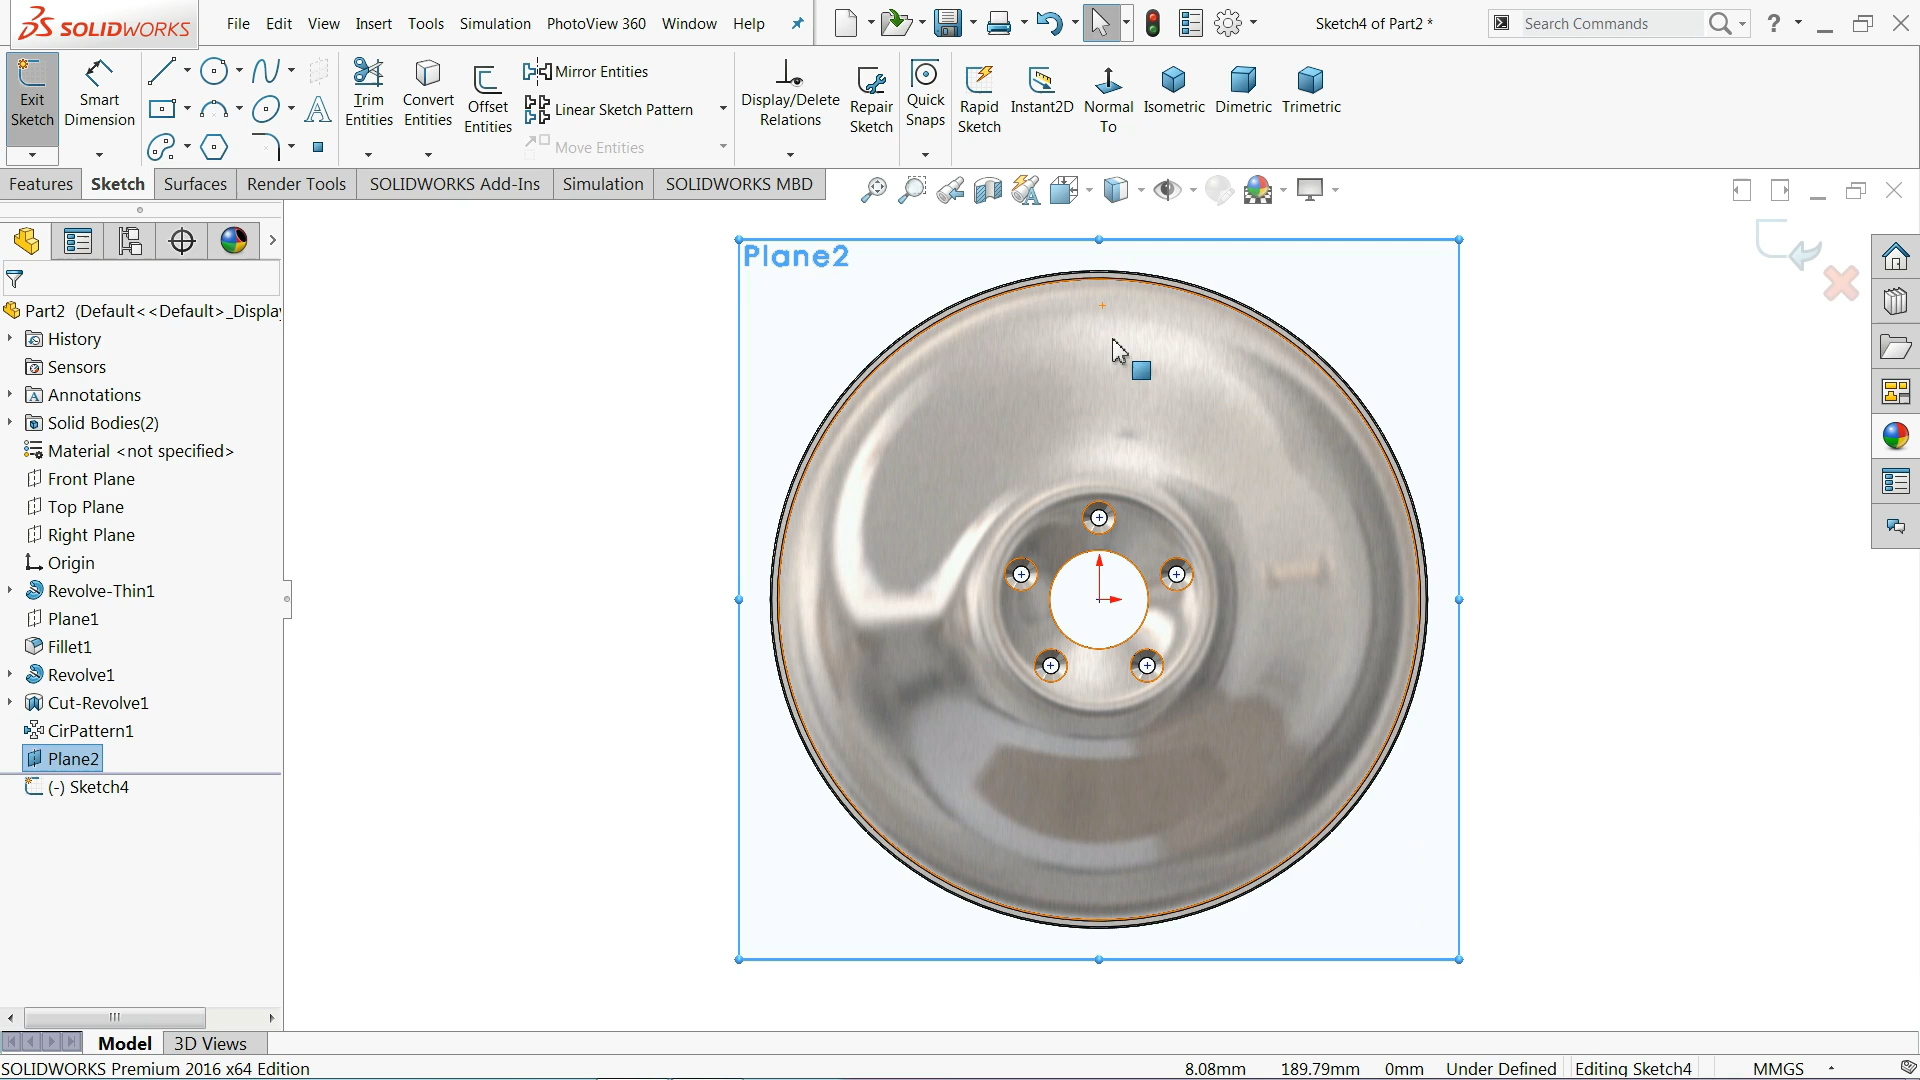 SOLIDWORKS File Edit View Insert Tools Simulation PhotoView 360 Window Help Sketch4 of Part2 * Search Commands ?
Exit Sketch
Smart Dimension
Trim Entities
Convert Entities
Offset Entities
Mirror Entities
Linear Sketch Pattern
Move Entities
Display/Delete Relations
Repair Sketch
Quick Snaps
Rapid Sketch
Instant2D
Normal To
Isometric
Dimetric
Trimetric
Features Sketch Surfaces Render Tools SOLIDWORKS Add-Ins Simulation SOLIDWORKS MBD
Part2 (Default<<Default>_Displa
History
Sensors
Annotations
Solid Bodies(2)
Material <not specified>
Front Plane
Top Plane
Right Plane
Origin
Revolve-Thin1
Plane1
Fillet1
Revolve1
Cut-Revolve1
CirPattern1
Plane2
(-) Sketch4
Plane2
Model 3D Views
SOLIDWORKS Premium 2016 x64 Edition 8.08mm 189.79mm 0mm Under Defined Editing Sketch4 MMGS